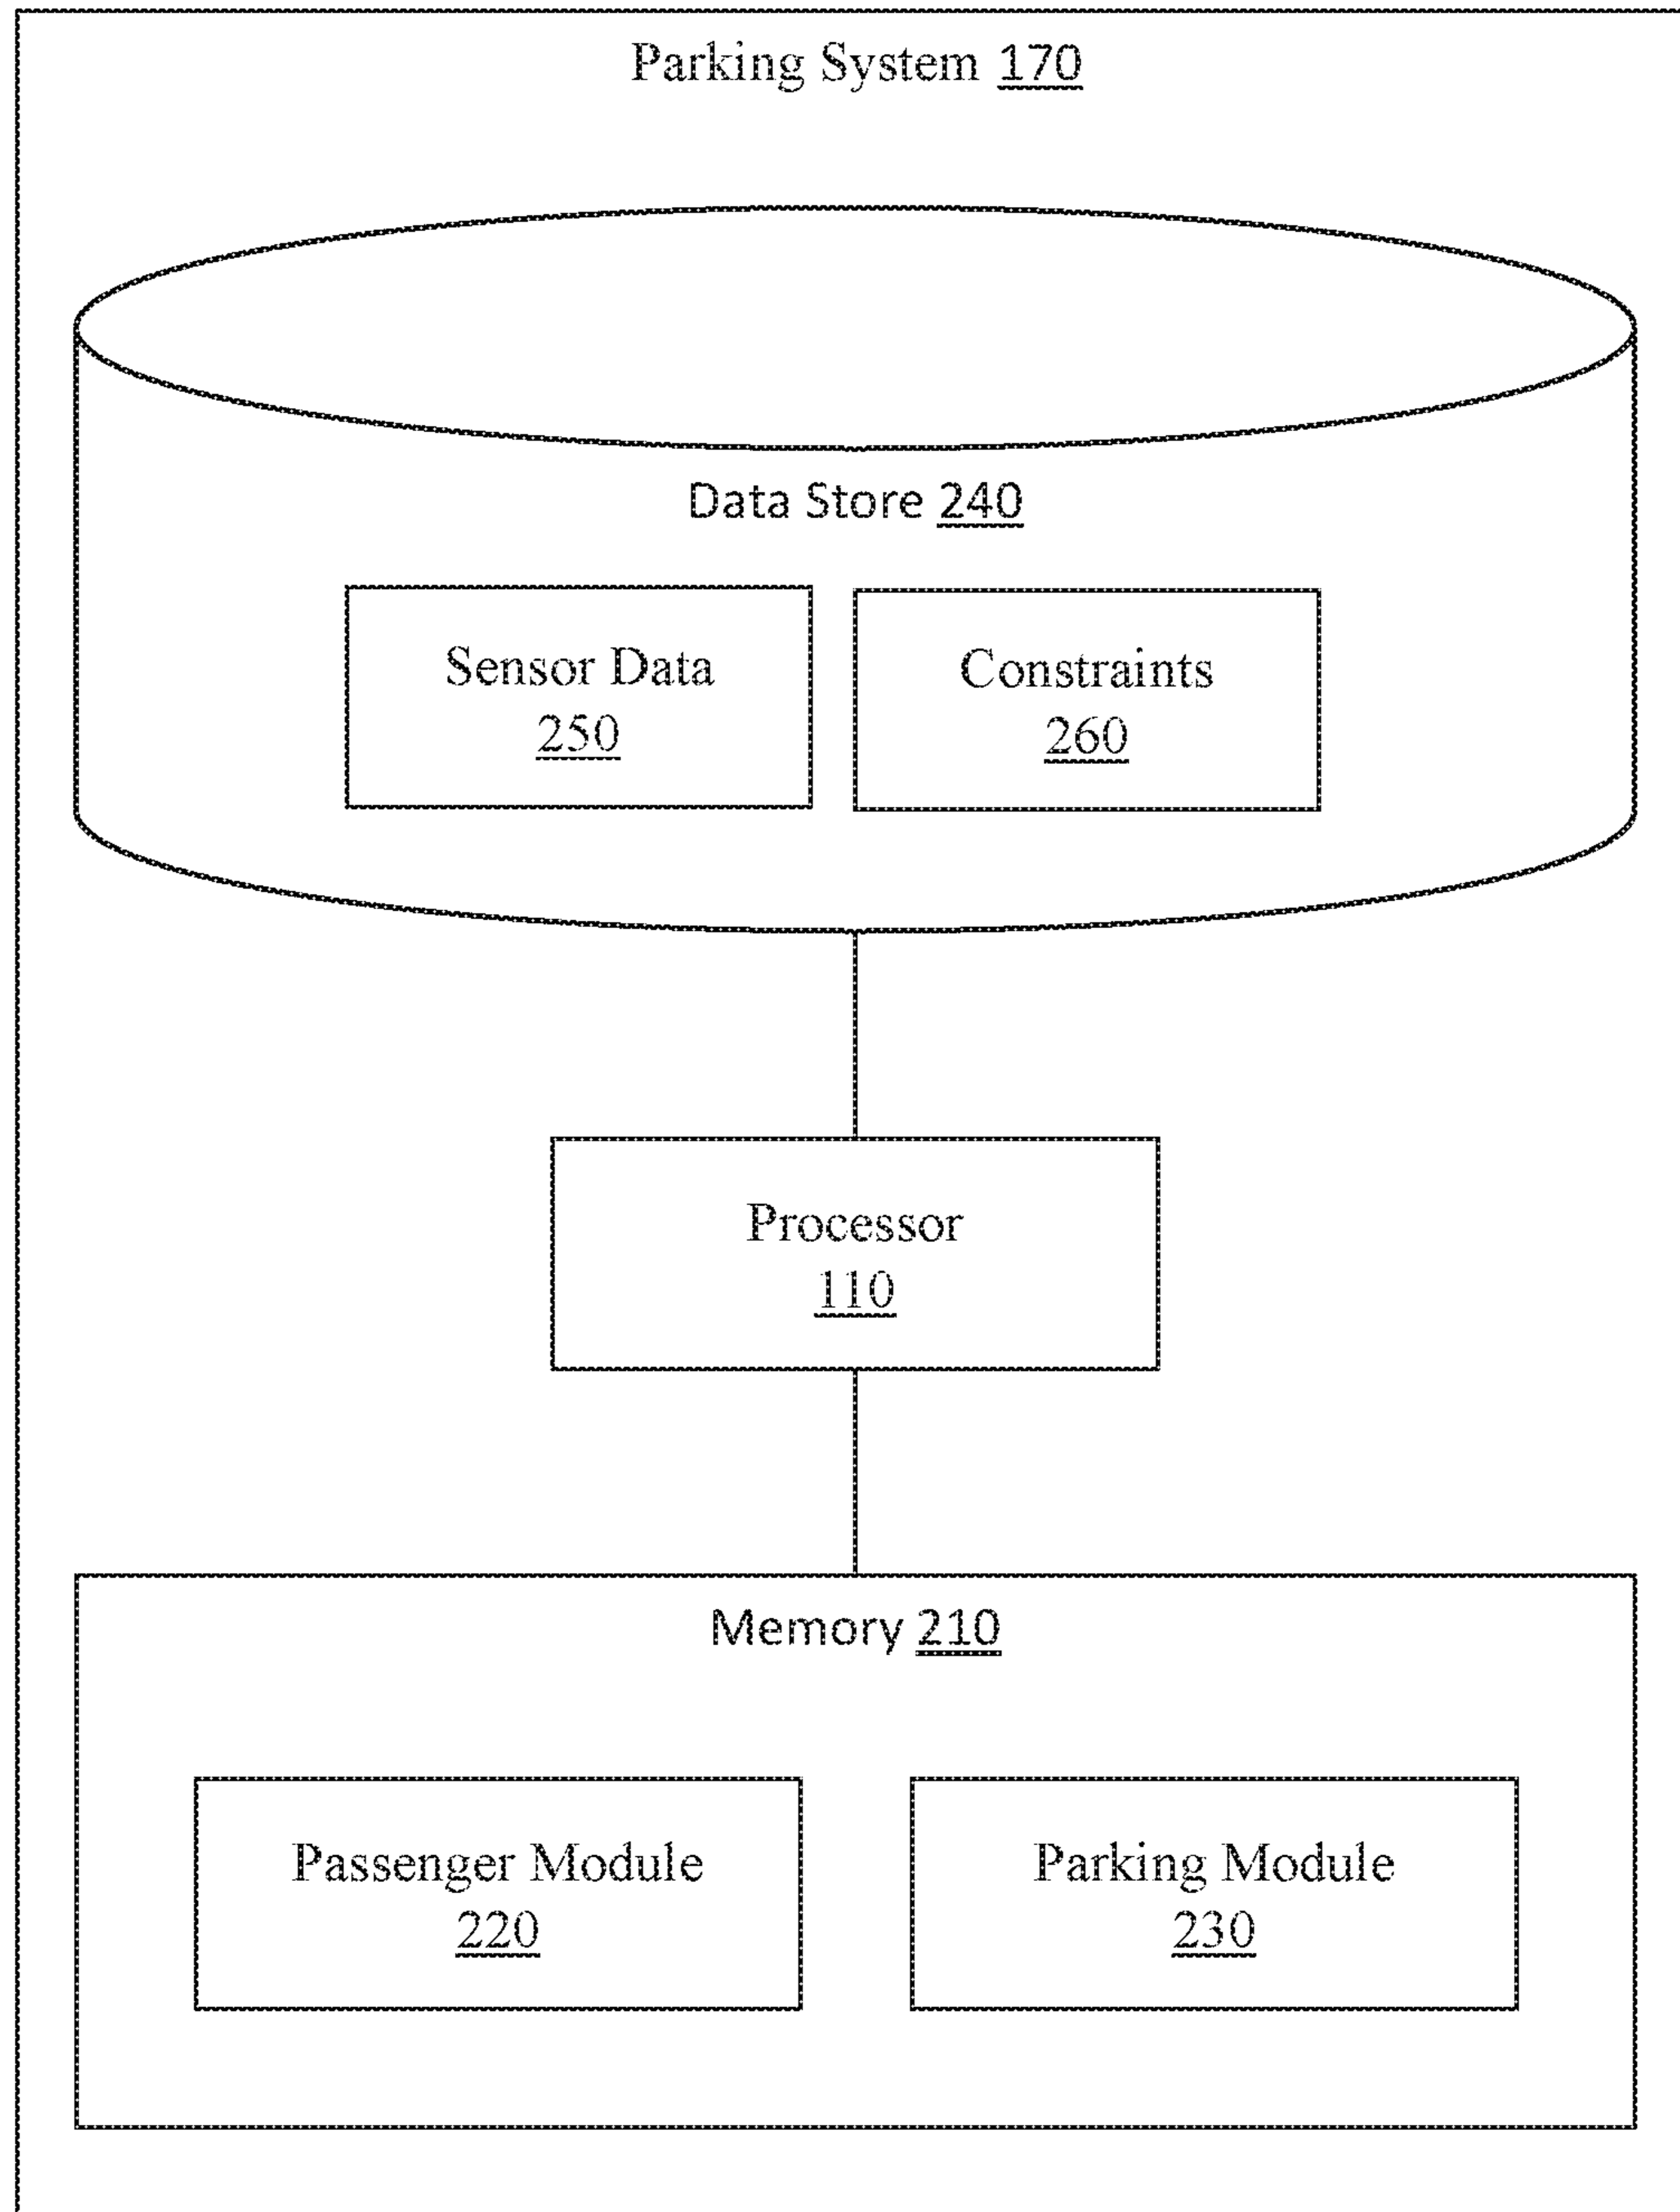 Parking System 170
Data Store 240
Sensor Data
250
Constraints
260
Processor
110
Memory 210
Passenger Module
220
Parking Module
230